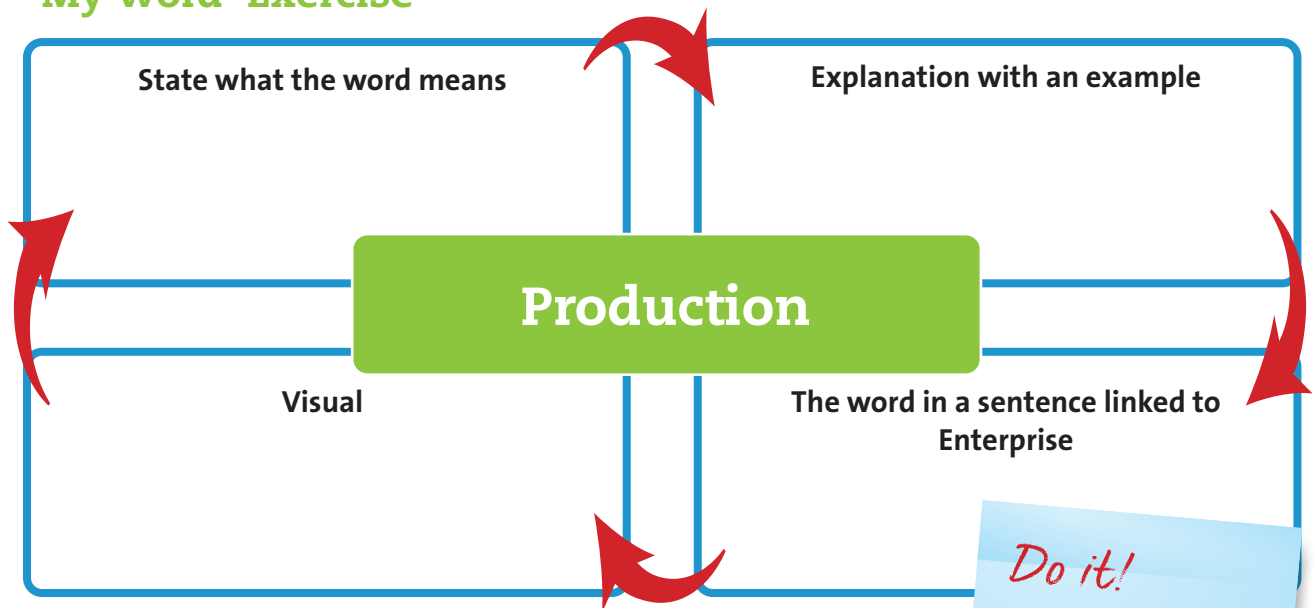 My Word Exercise
State what the word means
Explanation with an example
Production
Visual
The word in a sentence linked to
Enterprise
Do it!